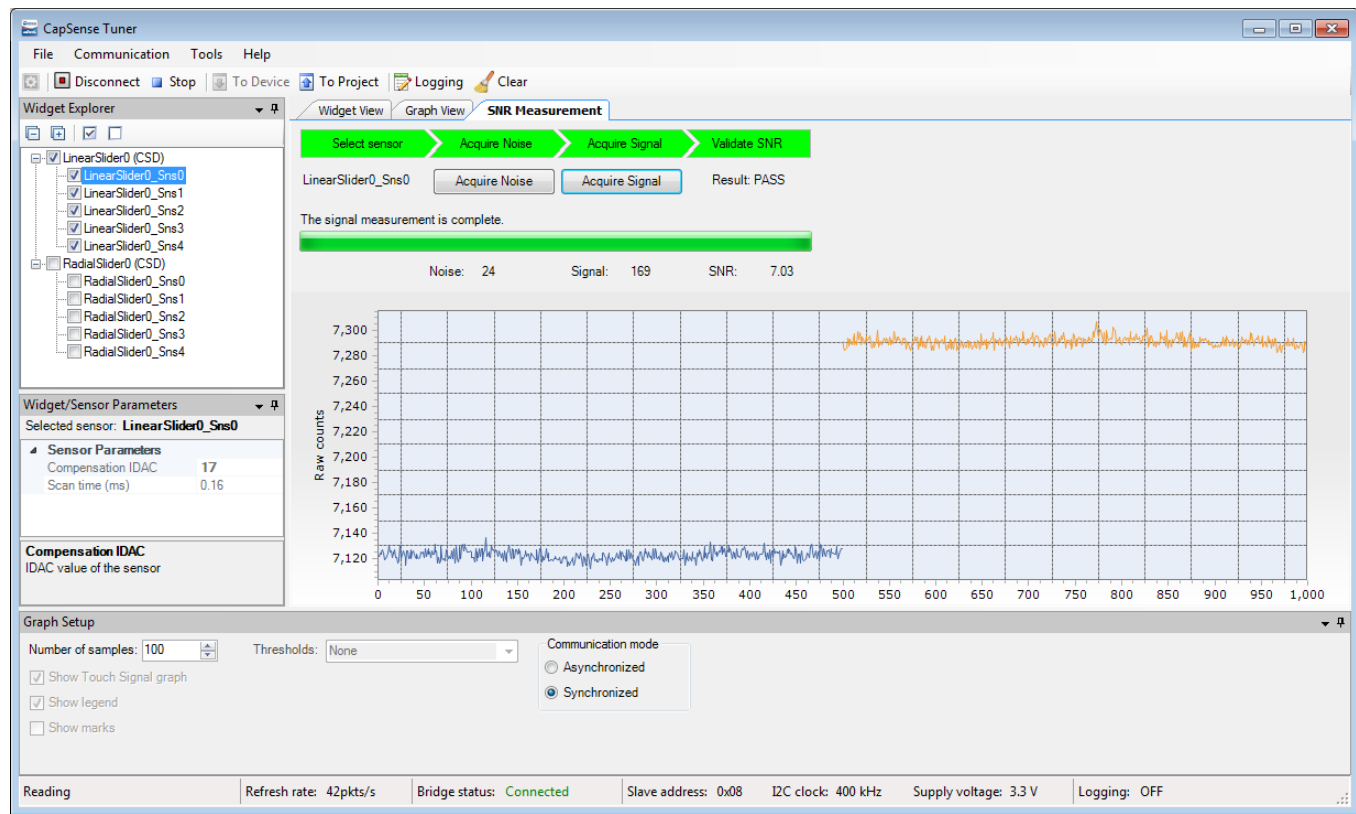 CapSense Tuner
File Communication Tools Help
Disconnect Stop To Device To Project Logging Clear
Widget Explorer
LinearSlider0 (CSD)
LinearSlider0_Sns0
LinearSlider0_Sns1
LinearSlider0_Sns2
LinearSlider0_Sns3
LinearSlider0_Sns4
RadialSlider0 (CSD)
RadialSlider0_Sns0
RadialSlider0_Sns1
RadialSlider0_Sns2
RadialSlider0_Sns3
RadialSlider0_Sns4
Widget/Sensor Parameters
Selected sensor: LinearSlider0_Sns0
Sensor Parameters
Compensation IDAC 17
Scan time (ms) 0.16
Compensation IDAC
IDAC value of the sensor
Widget View Graph View SNR Measurement
Select sensor Acquire Noise Acquire Signal Validate SNR
LinearSlider0_Sns0 Acquire Noise Acquire Signal Result: PASS
The signal measurement is complete.
Noise: 24 Signal: 169 SNR: 7.03
Raw counts
7,300
7,280
7,260
7,240
7,220
7,200
7,180
7,160
7,140
7,120
0 50 100 150 200 250 300 350 400 450 500 550 600 650 700 750 800 850 900 950 1,000
Graph Setup
Number of samples: 100 Thresholds: None
Show Touch Signal graph
Show legend
Show marks
Communication mode
Asynchronized
Synchronized
Reading Refresh rate: 42pkts/s Bridge status: Connected Slave address: 0x08 I2C clock: 400 kHz Supply voltage: 3.3 V Logging: OFF